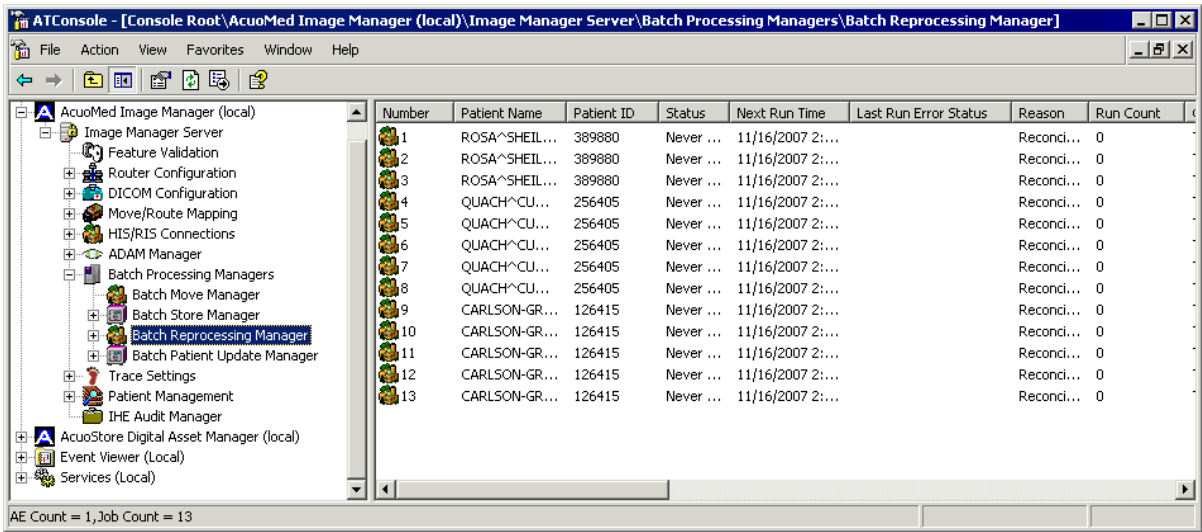 ATConsole - [Console Root\AcuoMed Image Manager (local)\Image Manager Server\Batch Processing Managers\Batch Reprocessing Manager]
File Action View Favorites Window Help
AcuoMed Image Manager (local)
Image Manager Server
Feature Validation
Router Configuration
DICOM Configuration
Move/Route Mapping
HIS/RIS Connections
ADAM Manager
Batch Processing Managers
Batch Move Manager
Batch Store Manager
Batch Reprocessing Manager
Batch Patient Update Manager
Trace Settings
Patient Management
IHE Audit Manager
AcuoStore Digital Asset Manager (local)
Event Viewer (Local)
Services (Local)
Number Patient Name Patient ID Status Next Run Time Last Run Error Status Reason Run Count
1 ROSA^SHEIL... 389880 Never ... 11/16/2007 2:... Reconci... 0
2 ROSA^SHEIL... 389880 Never ... 11/16/2007 2:... Reconci... 0
3 ROSA^SHEIL... 389880 Never ... 11/16/2007 2:... Reconci... 0
4 QUACH^CU... 256405 Never ... 11/16/2007 2:... Reconci... 0
5 QUACH^CU... 256405 Never ... 11/16/2007 2:... Reconci... 0
6 QUACH^CU... 256405 Never ... 11/16/2007 2:... Reconci... 0
7 QUACH^CU... 256405 Never ... 11/16/2007 2:... Reconci... 0
8 QUACH^CU... 256405 Never ... 11/16/2007 2:... Reconci... 0
9 CARLSON-GR... 126415 Never ... 11/16/2007 2:... Reconci... 0
10 CARLSON-GR... 126415 Never ... 11/16/2007 2:... Reconci... 0
11 CARLSON-GR... 126415 Never ... 11/16/2007 2:... Reconci... 0
12 CARLSON-GR... 126415 Never ... 11/16/2007 2:... Reconci... 0
13 CARLSON-GR... 126415 Never ... 11/16/2007 2:... Reconci... 0
AE Count = 1,Job Count = 13